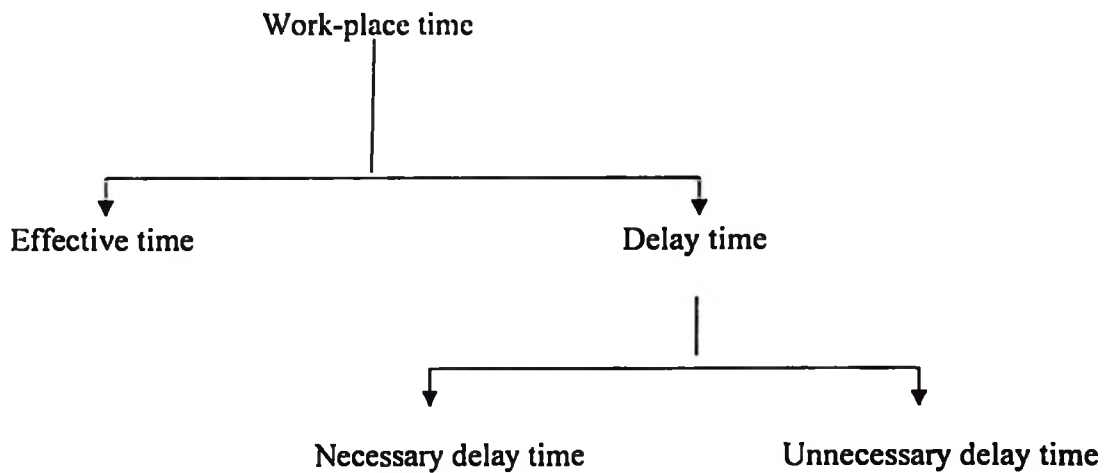 Work-place time
Effective time
Delay time
Necessary delay time
Unnecessary delay time